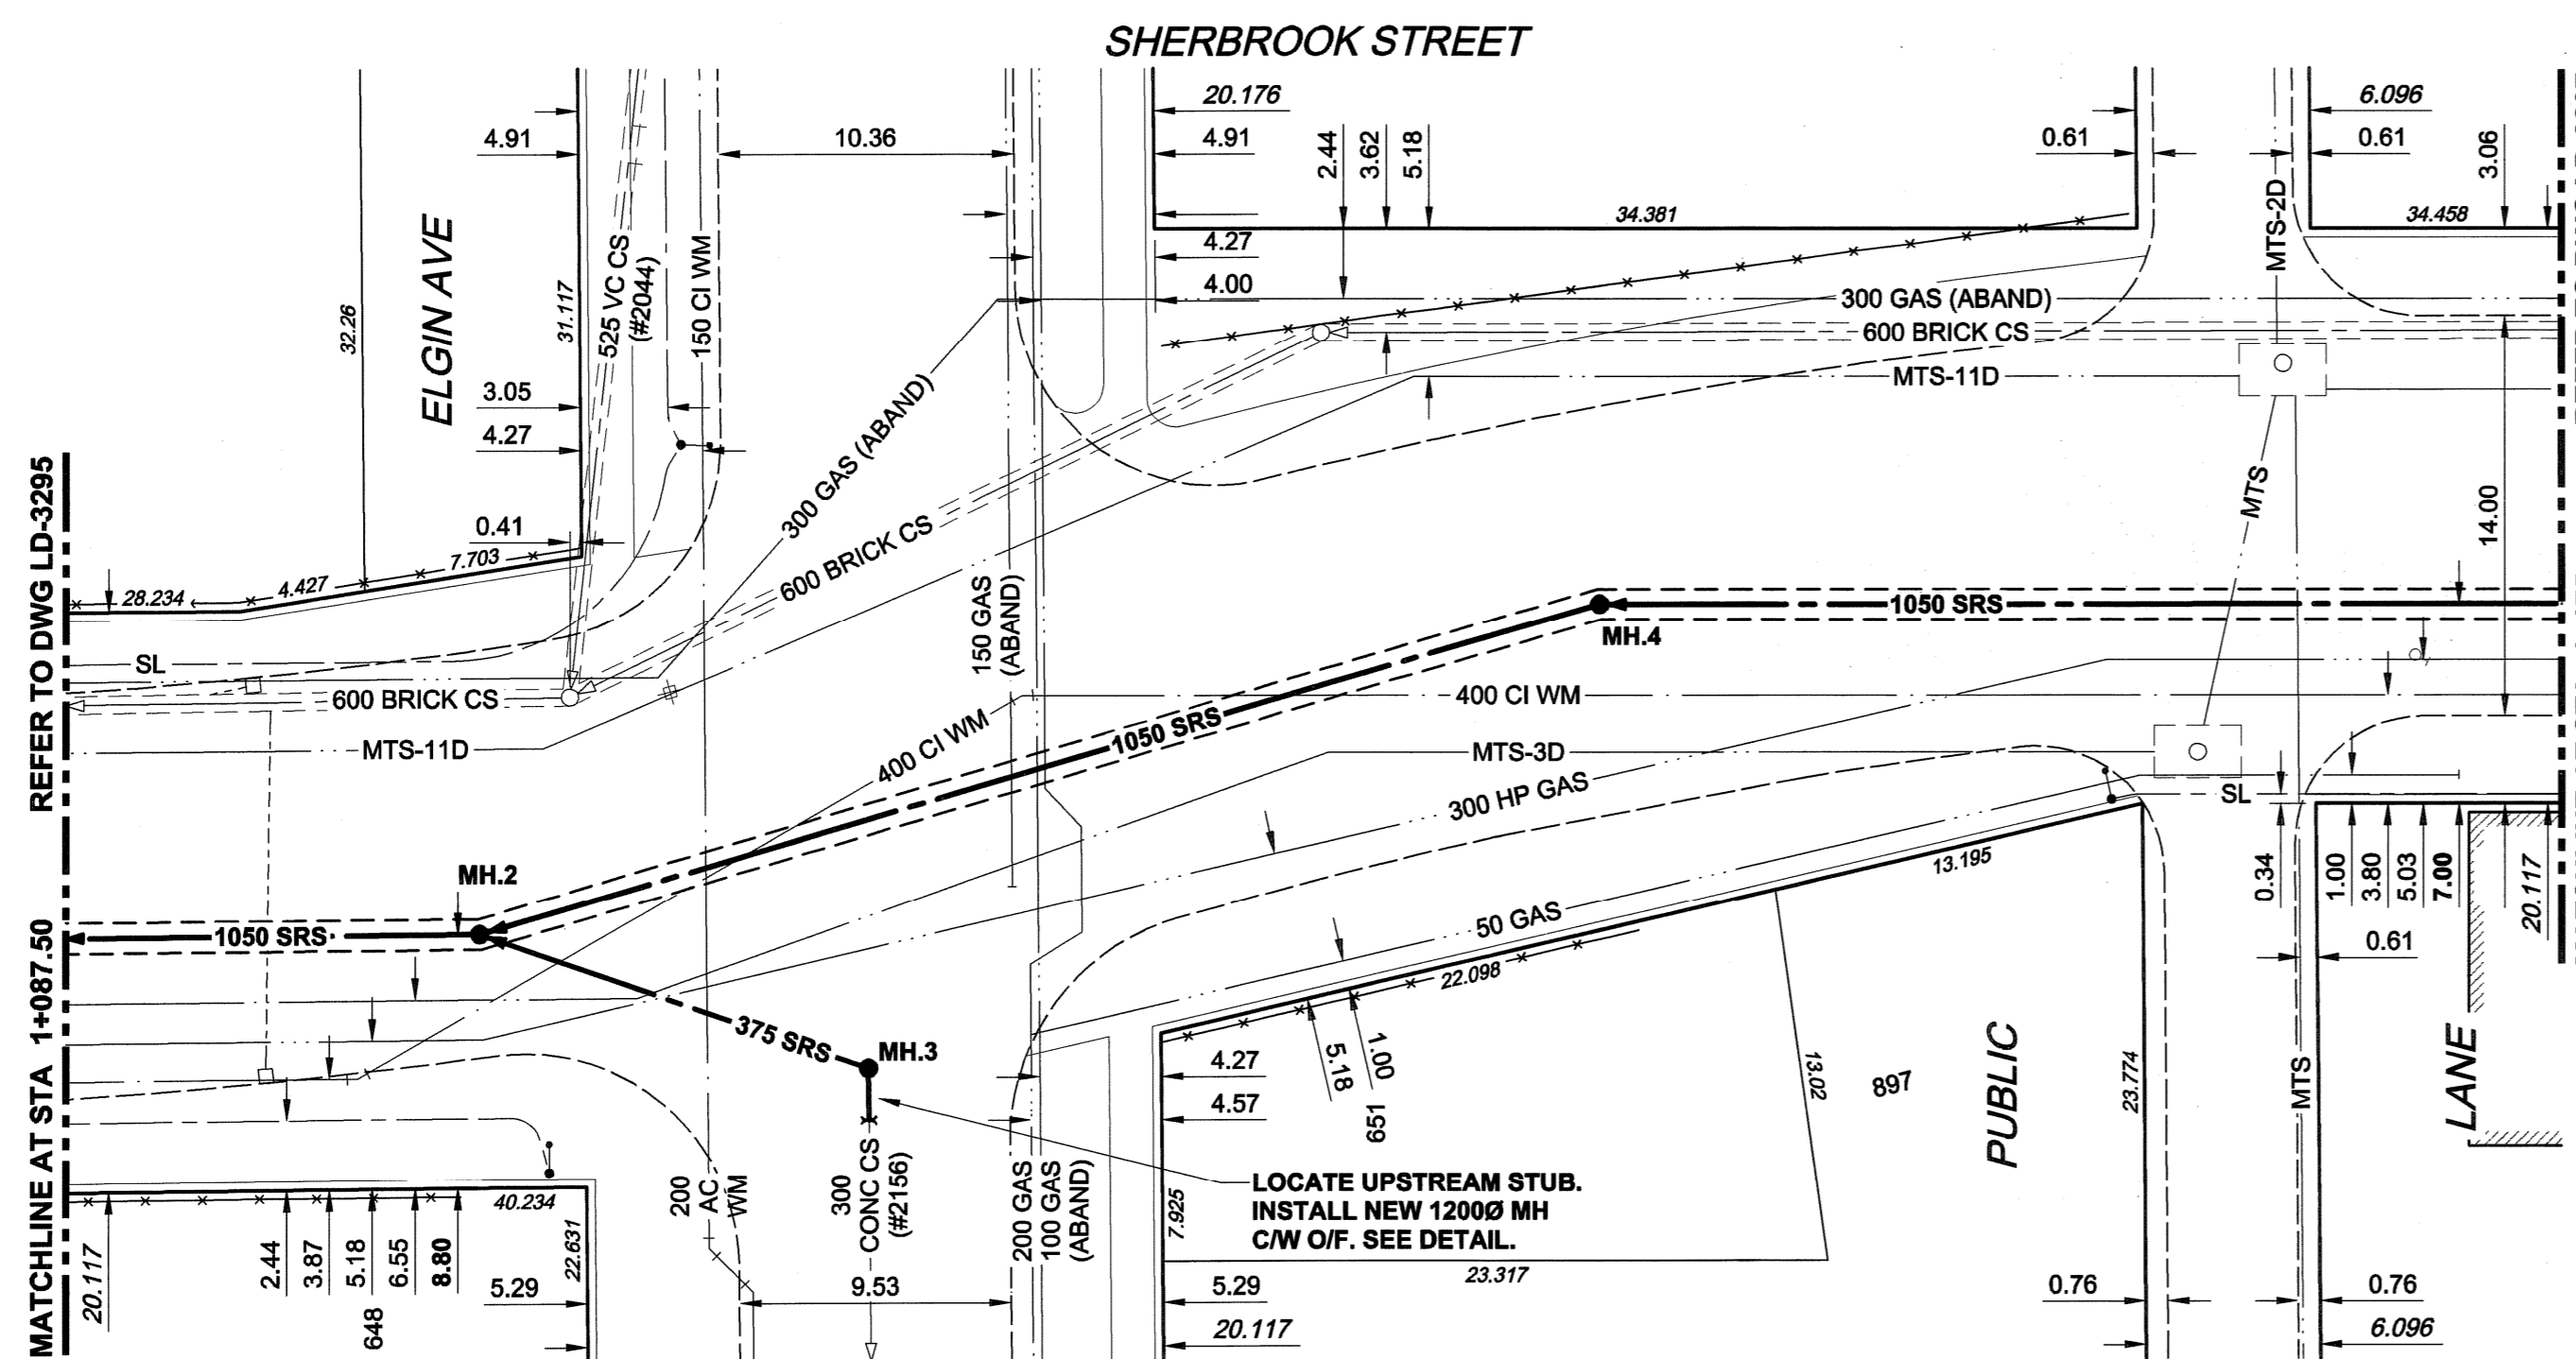 SHERBROOK STREET
20.176
6.096
4.91
10.36
4.91
2.44
3.62
5.18
0.61
0.61
3.06
ELGIN AVE
32.26
31.117
525 VC CS
(#2044)
150 CI WM
34.381
34.458
MTS-2D
4.27
4.00
300 GAS (ABAND)
600 BRICK CS
MTS-11D
3.05
4.27
300 GAS (ABAND)
600 BRICK CS
MTS
14.00
0.41
7.703
4.427
28.234
150 GAS
(ABAND)
1050 SRS
MH.4
SL
600 BRICK CS
MTS-11D
400 CI WM
1050 SRS
400 CI WM
MTS-3D
300 HP GAS
SL
REFER TO DWG LD-3295
MATCHLINE AT STA 1+087.50
MH.2
1050 SRS
50 GAS
13.195
22.098
0.34
1.00
3.80
5.03
7.00
20.117
0.61
375 SRS
MH.3
4.27
4.57
5.18
1.00
651
13.02
897
PUBLIC
23.774
MTS
LANE
LOCATE UPSTREAM STUB.
INSTALL NEW 1200Ø MH
C/W O/F. SEE DETAIL.
40.234
22.631
200
AC
WM
300
CONC CS
(#2156)
200 GAS
100 GAS
(ABAND)
7.925
20.117
2.44
3.87
5.18
648
6.55
8.80
5.29
9.53
5.29
23.317
0.76
0.76
20.117
6.096